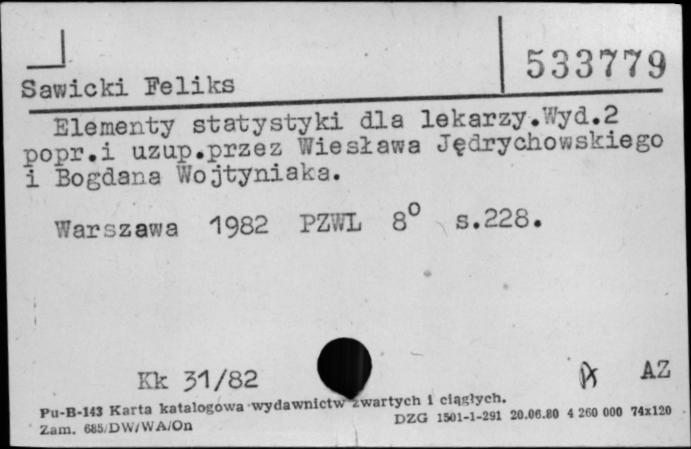 533779
Sawicki Feliks
Elementy statystyki dla lekarzy.Wyd.2
popr.i uzup.przez Wiesława Jędrychowskiego
i Bogdana Wojtyniaka.
Warszawa 1982 PZWL 8° s.228.
Kk 31/82 AZ
Pu-B-143 Karta katalogowa wydawnictw zwartych i ciągłych.
Zam. 685/DW/WA/On DZG 1501-1-291 20.06.80 4 260 000 74x120